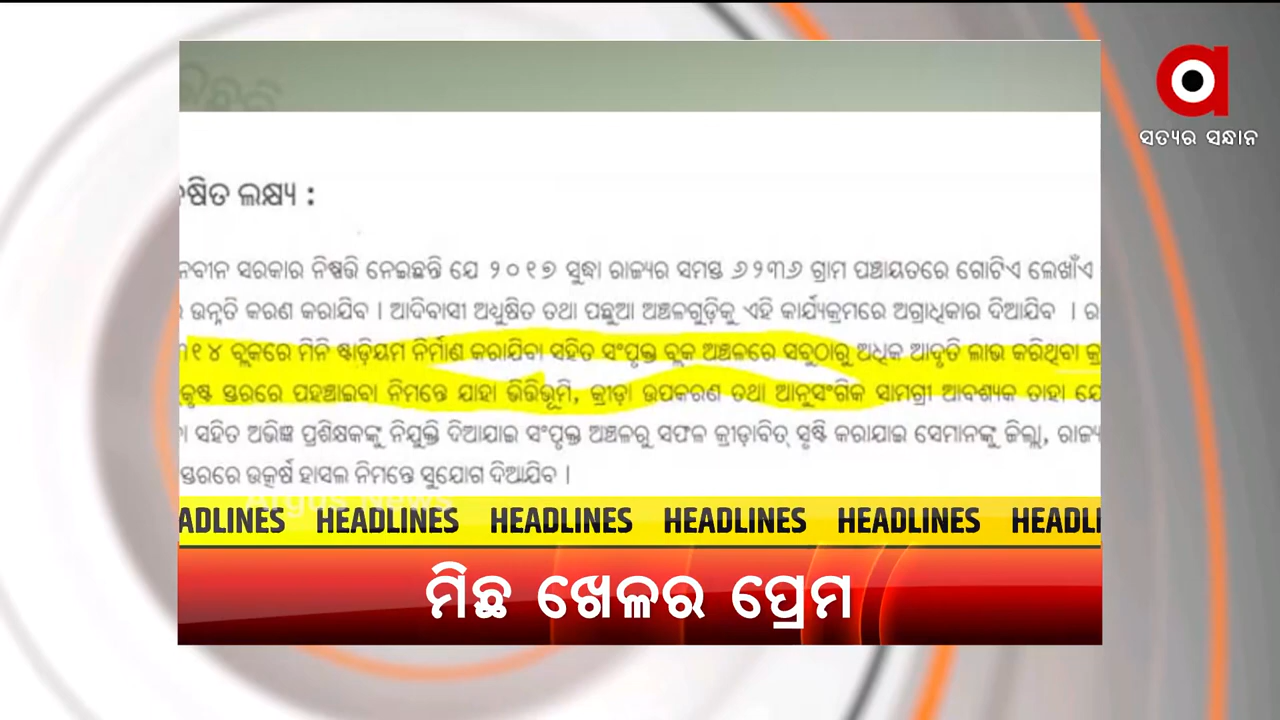 ସତ୍ୟର ସନ୍ଧାନ
ଲକ୍ଷ୍ୟ :
ନବୀନ ସରକାର ନିଷ୍ପତ୍ତି ନେଇଛନ୍ତି ଯେ ୨୦୧୭ ସୁଦ୍ଧା ରାଜ୍ୟର ସମସ୍ତ ୬୨୩୬ ଗ୍ରାମ ପଞ୍ଚାୟତରେ ଗୋଟିଏ ଲେଖାଏଁ
ଉନ୍ନତି କରଣ କରାଯିବ । ଆଦିବାସୀ ଅଧ୍ୟୁଷିତ ତଥା ପଛୁଆ ଅଞ୍ଚଳଗୁଡ଼ିକୁ ଏହି କାର୍ଯ୍ୟକ୍ରମରେ ଅଗ୍ରାଧିକାର ଦିଆଯିବ ।
୩୧୪ ବ୍ଲକରେ ମିନି ଷ୍ଟାଡ଼ିୟମ ନିର୍ମାଣ କରାଯିବା ସହିତ ସଂପୃକ୍ତ ବ୍ଲକ ଅଞ୍ଚଳରେ ସବୁଠାରୁ ଅଧିକ ଆଦୃତି ଲାଭ କରିଥିବା
ସ୍ତରରେ ପହଞ୍ଚାଇବା ନିମନ୍ତେ ଯାହା ଭିତ୍ତିଭୂମି, କ୍ରୀଡ଼ା ଉପକରଣ ତଥା ଆନୁସଂଗିକ ସାମଗ୍ରୀ ଆବଶ୍ୟକ ତାହା
ସହିତ ଅଭିଜ୍ଞ ପ୍ରଶିକ୍ଷକଙ୍କୁ ନିଯୁକ୍ତି ଦିଆଯାଇ ସଂପୃକ୍ତ ଅଞ୍ଚଳରୁ ସଫଳ କ୍ରୀଡ଼ାବିତ୍ ସୃଷ୍ଟି କରାଯାଇ ସେମାନଙ୍କୁ ଜିଲ୍ଲା, ରାଜ୍ୟ
ସ୍ତରରେ ଉତ୍କର୍ଷ ହାସଲ ନିମନ୍ତେ ସୁଯୋଗ ଦିଆଯିବ ।
Argus News
ADLINES HEADLINES HEADLINES HEADLINES HEADLINES HEADLI
ମିଛ ଖେଳର ପ୍ରେମ